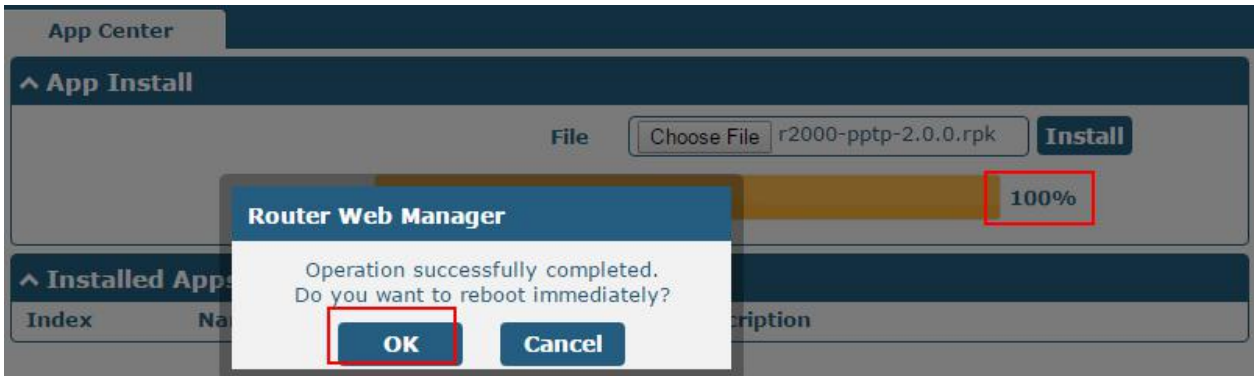 App Center
App Install
File Choose File r2000-pptp-2.0.0.rpk Install
100%
Router Web Manager
Operation successfully completed.
Do you want to reboot immediately?
OK Cancel
Installed Apps
Index